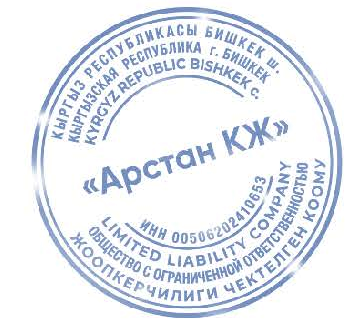 КЫРГЫЗ РЕСПУБЛИКАСЫ БИШКЕК Ш.
КЫРГЫЗСКАЯ РЕСПУБЛИКА г. БИШКЕК
KYRGYZ REPUBLIC BISHKEK c.
«Арстан КЖ»
ИНН 00506202410653
LIMITED LIABILITY COMPANY
ОБЩЕСТВО С ОГРАНИЧЕННОЙ ОТВЕТСТВЕННОСТЬЮ
ЖООПКЕРЧИЛИГИ ЧЕКТЕЛГЕН КООМУ